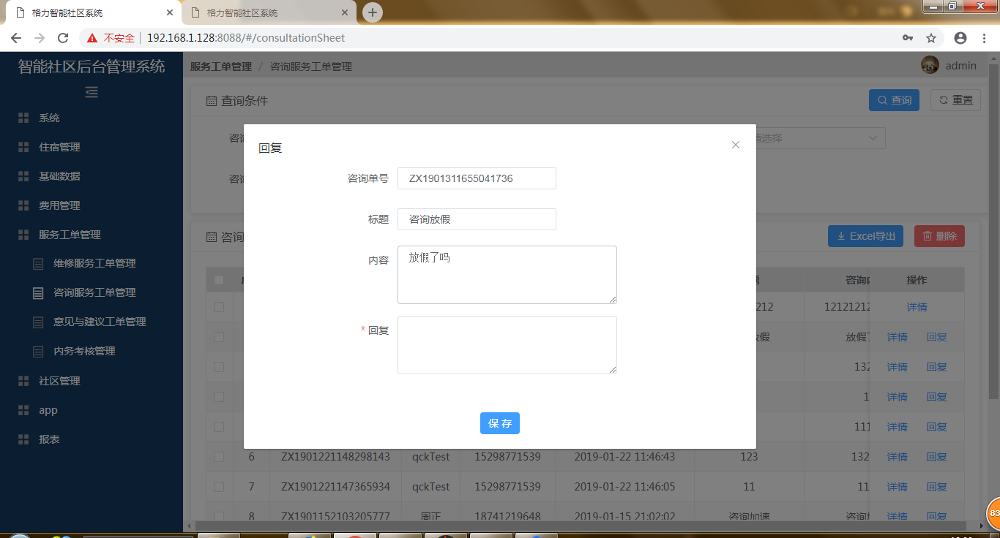 格力智能社区系统
格力智能社区系统
不安全 192.168.1.128:8088/#/consultationSheet
智能社区后台管理系统
服务工单管理 / 咨询服务工单管理
admin
系统
住宿管理
基础数据
费用管理
服务工单管理
维修服务工单管理
咨询服务工单管理
意见与建议工单管理
内务考核管理
社区管理
app
报表
查询条件
查询
重置
咨询
选择
咨询
咨询
Excel导出
删除
回复
咨询单号 ZX1901311655041736
标题 咨询放假
内容 放假了吗
* 回复
保存
咨询 操作
212 12121212 详情
假 放假 详情 回复
132 详情 回复
1 详情 回复
111 详情 回复
6 ZX1901221148298143 qckTest 15298771539 2019-01-22 11:46:43 123 132 详情 回复
7 ZX1901221147365934 qckTest 15298771539 2019-01-22 11:46:05 11 11 详情 回复
8 ZX1901152103205777 周正 18741219648 2019-01-15 21:02:02 咨询加速 咨询 详情 回复
83